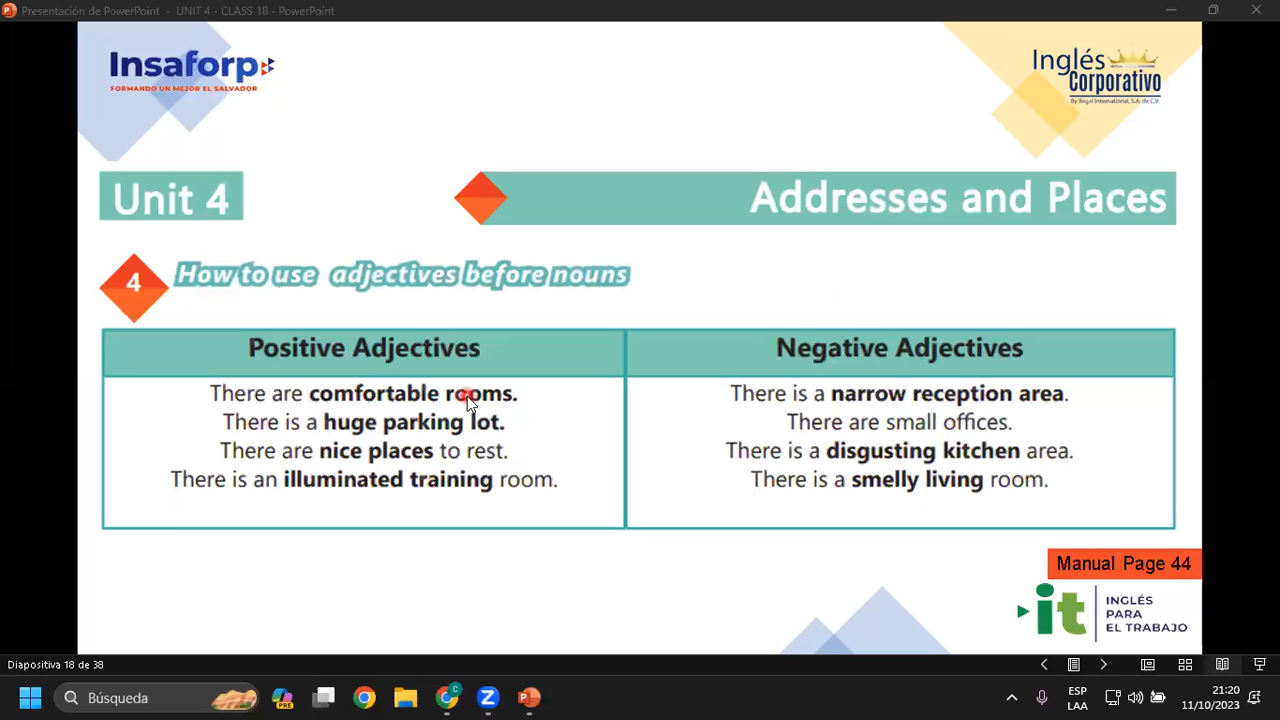 Presentación de PowerPoint - UNIT 4 - CLASS 18 - PowerPoint
Insaforp
FORMANDO UN MEJOR EL SALVADOR
Inglés
Corporativo
By Regal International, S.A. de C.V.
Unit 4
Addresses and Places
4
How to use adjectives before nouns
Positive Adjectives
There are comfortable rooms.
There is a huge parking lot.
There are nice places to rest.
There is an illuminated training room.
Negative Adjectives
There is a narrow reception area.
There are small offices.
There is a disgusting kitchen area.
There is a smelly living room.
Manual Page 44
it
INGLÉS
PARA
EL TRABAJO
Diapositiva 18 de 38
Búsqueda
PRE
ESP
LAA
21:20
11/10/2023